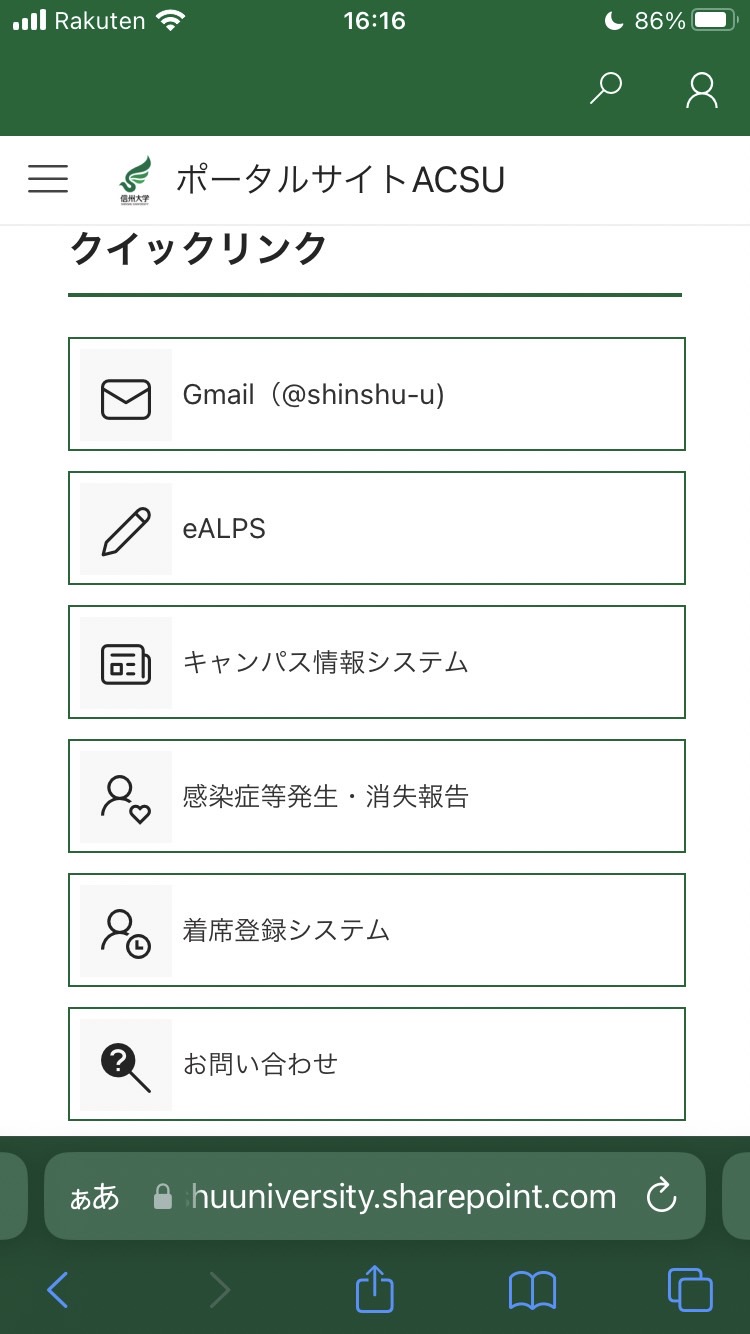 Rakuten 16:16 86%
信州大学
ポータルサイトACSU
クイックリンク
Gmail（@shinshu-u)
eALPS
キャンパス情報システム
感染症等発生・消失報告
着席登録システム
お問い合わせ
ぁあ huuniversity.sharepoint.com